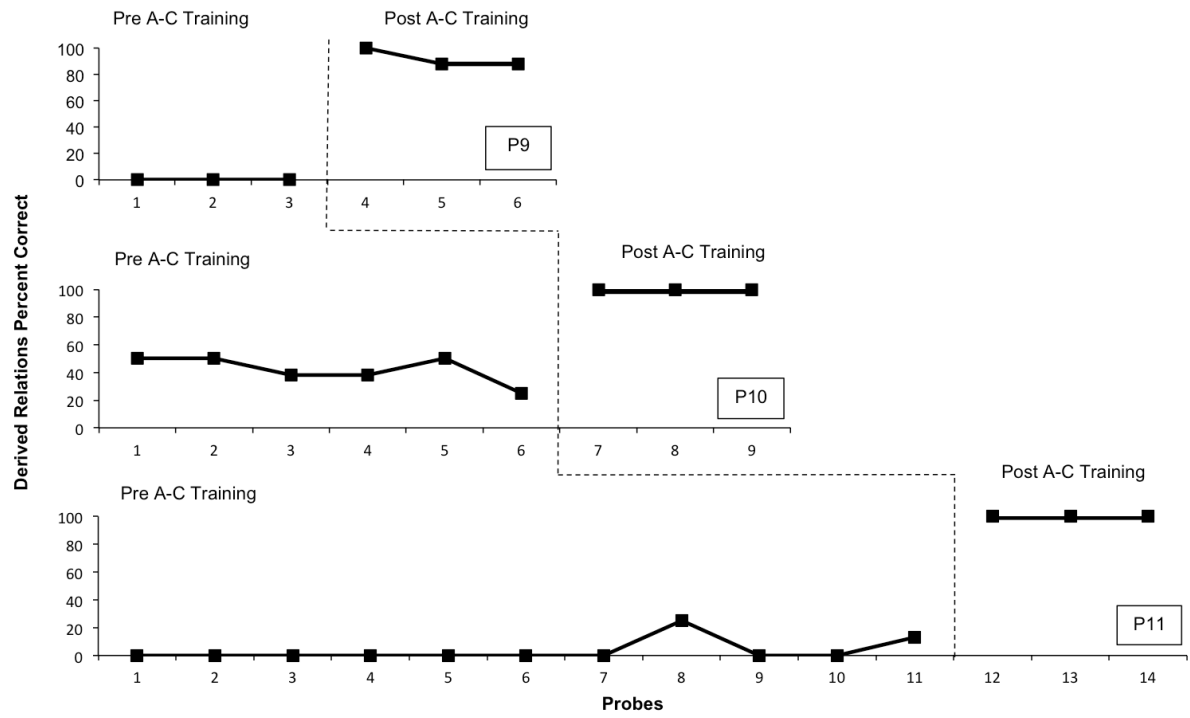 Pre A-C Training Post A-C Training
100
80
60
40
20
0
P9
1 2 3 4 5 6
Derived Relations Percent Correct
Pre A-C Training Post A-C Training
100
80
60
40
20
0
P10
1 2 3 4 5 6 7 8 9
Pre A-C Training Post A-C Training
100
80
60
40
20
0
P11
1 2 3 4 5 6 7 8 9 10 11 12 13 14
Probes